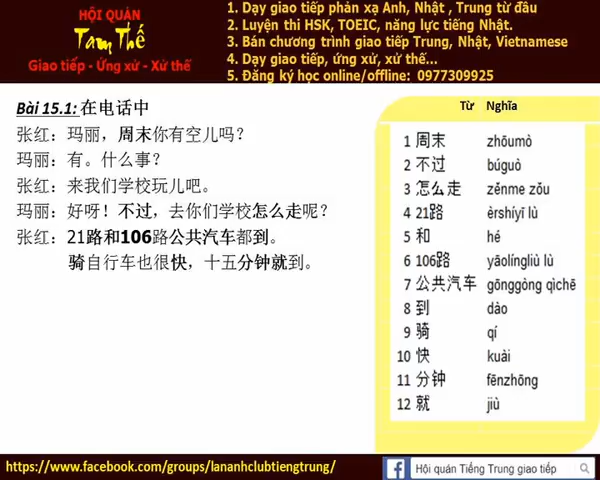 HỘI QUÁN
Tam Thế
Giao tiếp - Ứng xử - Xử thế
1. Dạy giao tiếp phản xạ Anh, Nhật , Trung từ đầu
2. Luyện thi HSK, TOEIC, năng lực tiếng Nhật.
3. Bán chương trình giao tiếp Trung, Nhật, Vietnamese
4. Dạy giao tiếp, ứng xử, xử thế...
5. Đăng ký học online/offline: 0977309925
Bài 15.1: 在电话中
张红：玛丽，周末你有空儿吗？
玛丽：有。什么事？
张红：来我们学校玩儿吧。
玛丽：好呀！不过，去你们学校怎么走呢？
张红：21路和106路公共汽车都到。
骑自行车也很快，十五分钟就到。
Từ Nghĩa
1 周末 zhōumò
2 不过 búguò
3 怎么走 zěnme zǒu
4 21路 èrshíyī lù
5 和 hé
6 106路 yāolíngliù lù
7 公共汽车 gōnggòng qìchē
8 到 dào
9 骑 qí
10 快 kuài
11 分钟 fēnzhōng
12 就 jiù
https://www.facebook.com/groups/lananhclubtiengtrung/
f Hội quán Tiếng Trung giao tiếp